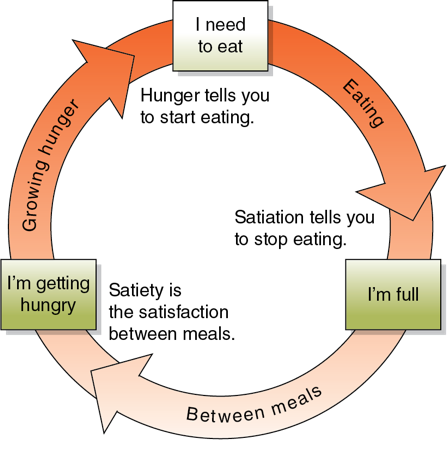 I need
to eat
Hunger tells you
to start eating.
Eating
Growing hunger
Satiation tells you
to stop eating.
I'm getting
hungry
Satiety is
the satisfaction
between meals.
I'm full
Between meals